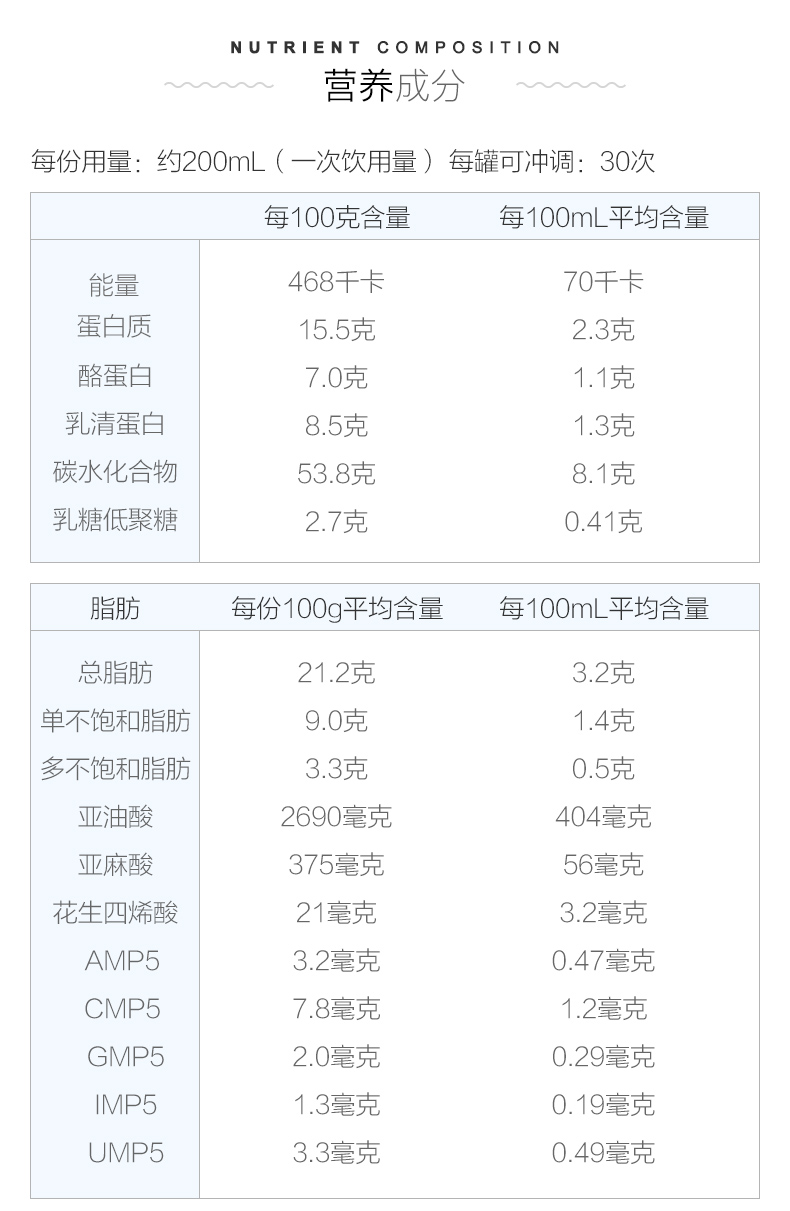 NUTRIENT COMPOSITION
营养成分
每份用量：约200mL（一次饮用量）每罐可冲调：30次
每100克含量 每100mL平均含量
能量 468千卡 70千卡
蛋白质 15.5克 2.3克
酪蛋白 7.0克 1.1克
乳清蛋白 8.5克 1.3克
碳水化合物 53.8克 8.1克
乳糖低聚糖 2.7克 0.41克
脂肪 每份100g平均含量 每100mL平均含量
总脂肪 21.2克 3.2克
单不饱和脂肪 9.0克 1.4克
多不饱和脂肪 3.3克 0.5克
亚油酸 2690毫克 404毫克
亚麻酸 375毫克 56毫克
花生四烯酸 21毫克 3.2毫克
AMP5 3.2毫克 0.47毫克
CMP5 7.8毫克 1.2毫克
GMP5 2.0毫克 0.29毫克
IMP5 1.3毫克 0.19毫克
UMP5 3.3毫克 0.49毫克